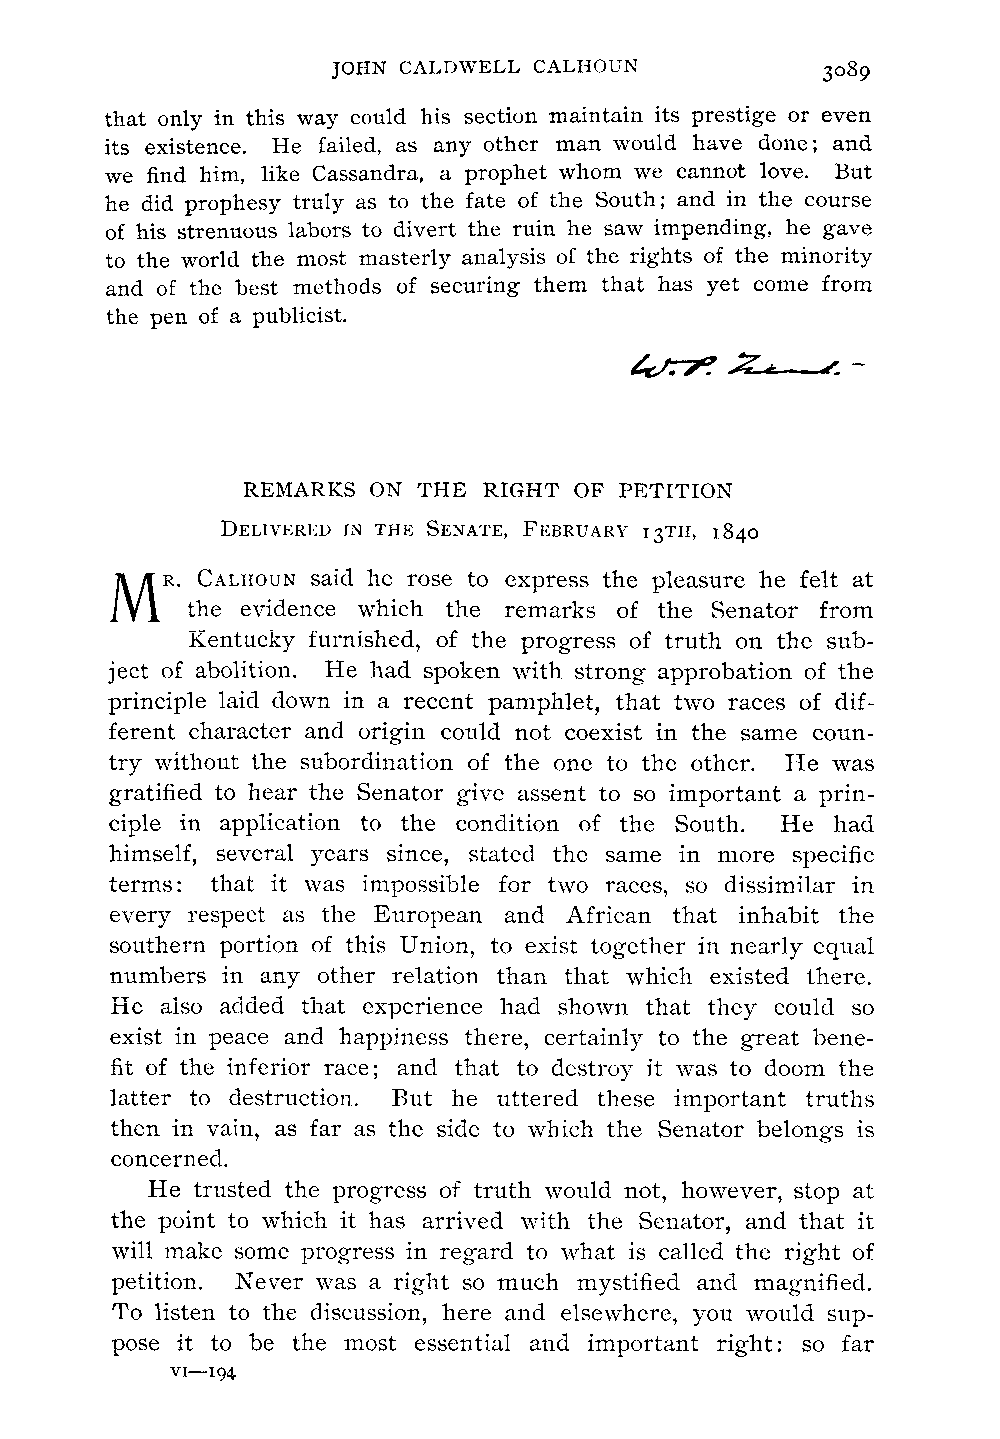 JOHN CALDWELL CALHOUN 3089
that only in this way could his section maintain its prestige or even
its existence. He failed, as any other man would have done; and
we find him, like Cassandra, a prophet whom we cannot love. But
he did prophesy truly as to the fate of the South; and in the course
of his strenuous labors to divert the ruin he saw impending, he gave
to the world the most masterly analysis of the rights of the minority
and of the best methods of securing them that has yet come from
the pen of a publicist.
W. P. Trent. -
REMARKS ON THE RIGHT OF PETITION
DELIVERED IN THE SENATE, FEBRUARY 13TH, 1840
MR. CALHOUN said he rose to express the pleasure he felt at
the evidence which the remarks of the Senator from
Kentucky furnished, of the progress of truth on the sub-
ject of abolition. He had spoken with strong approbation of the
principle laid down in a recent pamphlet, that two races of dif-
ferent character and origin could not coexist in the same coun-
try without the subordination of the one to the other. He was
gratified to hear the Senator give assent to so important a prin-
ciple in application to the condition of the South. He had
himself, several years since, stated the same in more specific
terms: that it was impossible for two races, so dissimilar in
every respect as the European and African that inhabit the
southern portion of this Union, to exist together in nearly equal
numbers in any other relation than that which existed there.
He also added that experience had shown that they could so
exist in peace and happiness there, certainly to the great bene-
fit of the inferior race; and that to destroy it was to doom the
latter to destruction. But he uttered these important truths
then in vain, as far as the side to which the Senator belongs is
concerned.
He trusted the progress of truth would not, however, stop at
the point to which it has arrived with the Senator, and that it
will make some progress in regard to what is called the right of
petition. Never was a right so much mystified and magnified.
To listen to the discussion, here and elsewhere, you would sup-
pose it to be the most essential and important right: so far
VI—194